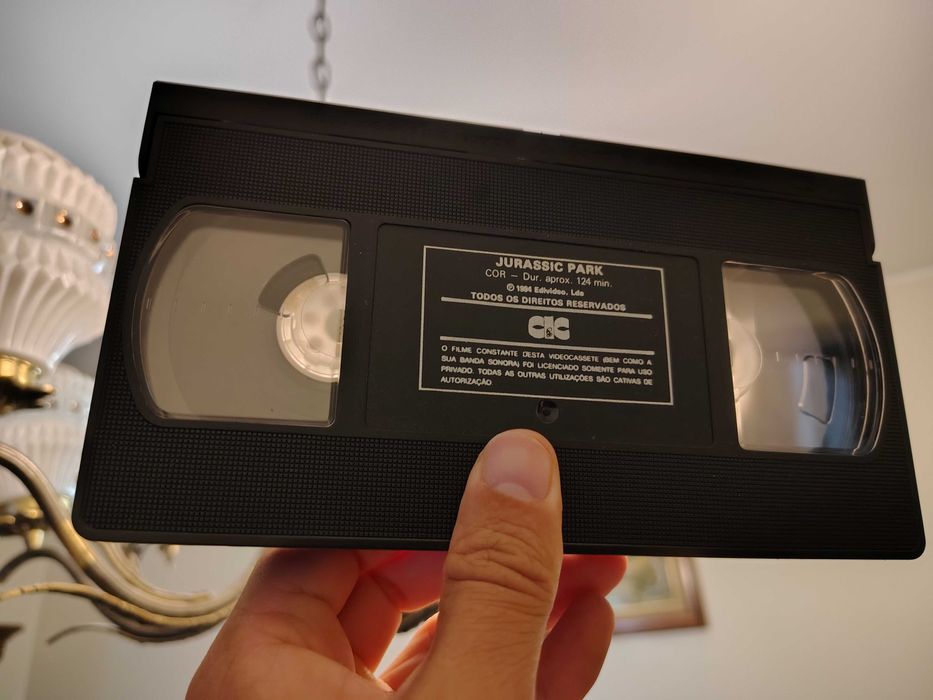 JURASSIC PARK
COR – Dur. aprox. 124 min.
℗ 1994 Edivideo, Lda
TODOS OS DIREITOS RESERVADOS
CIC
O FILME CONSTANTE DESTA VIDEOCASSETE (BEM COMO A
SUA BANDA SONORA) FOI LICENCIADO SOMENTE PARA USO
PRIVADO. TODAS AS OUTRAS UTILIZAÇÕES SÃO CATIVAS DE
AUTORIZAÇÃO